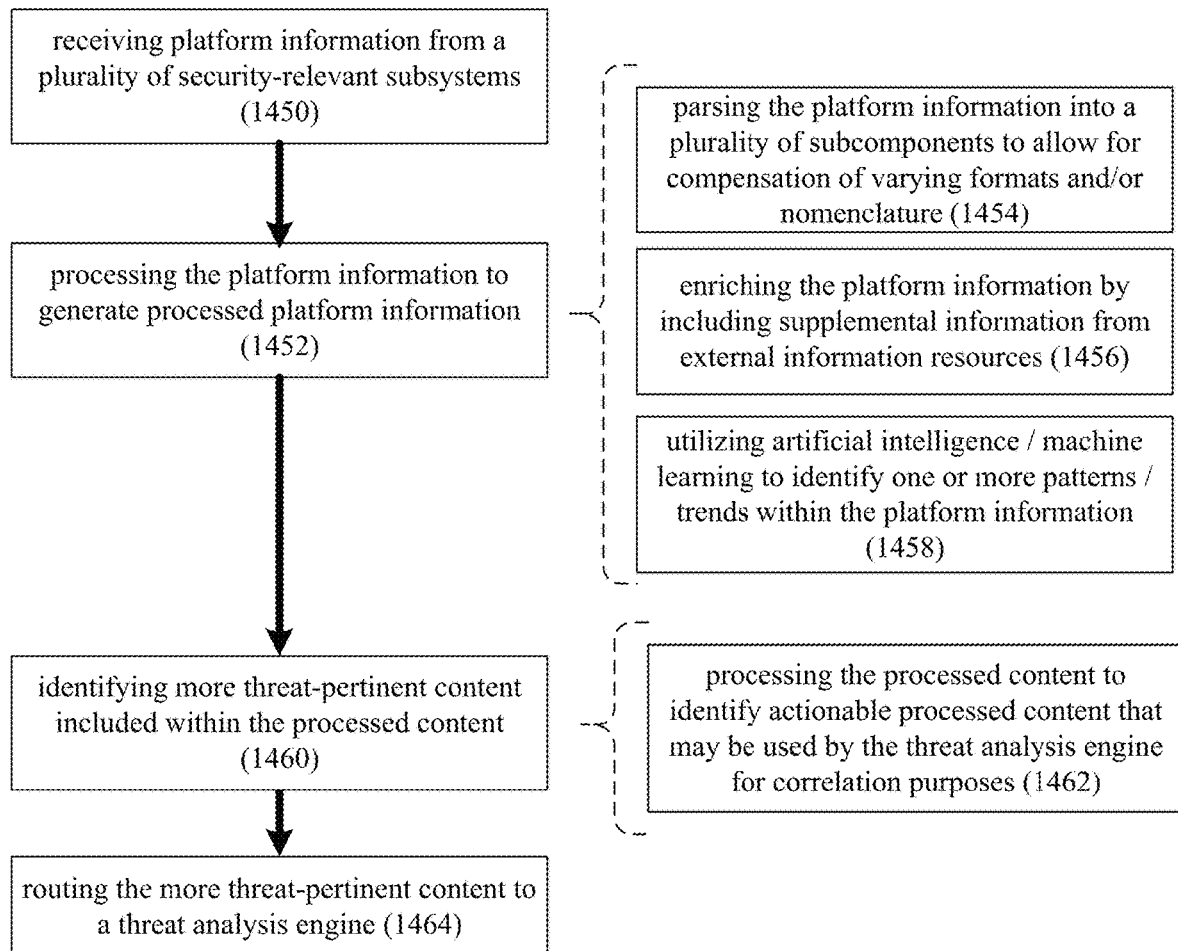 receiving platform information from a
plurality of security-relevant subsystems
(1450)
processing the platform information to
generate processed platform information
(1452)
parsing the platform information into a
plurality of subcomponents to allow for
compensation of varying formats and/or
nomenclature (1454)
enriching the platform information by
including supplemental information from
external information resources (1456)
utilizing artificial intelligence / machine
learning to identify one or more patterns /
trends within the platform information
(1458)
identifying more threat-pertinent content
included within the processed content
(1460)
processing the processed content to
identify actionable processed content that
may be used by the threat analysis engine
for correlation purposes (1462)
routing the more threat-pertinent content to
a threat analysis engine (1464)